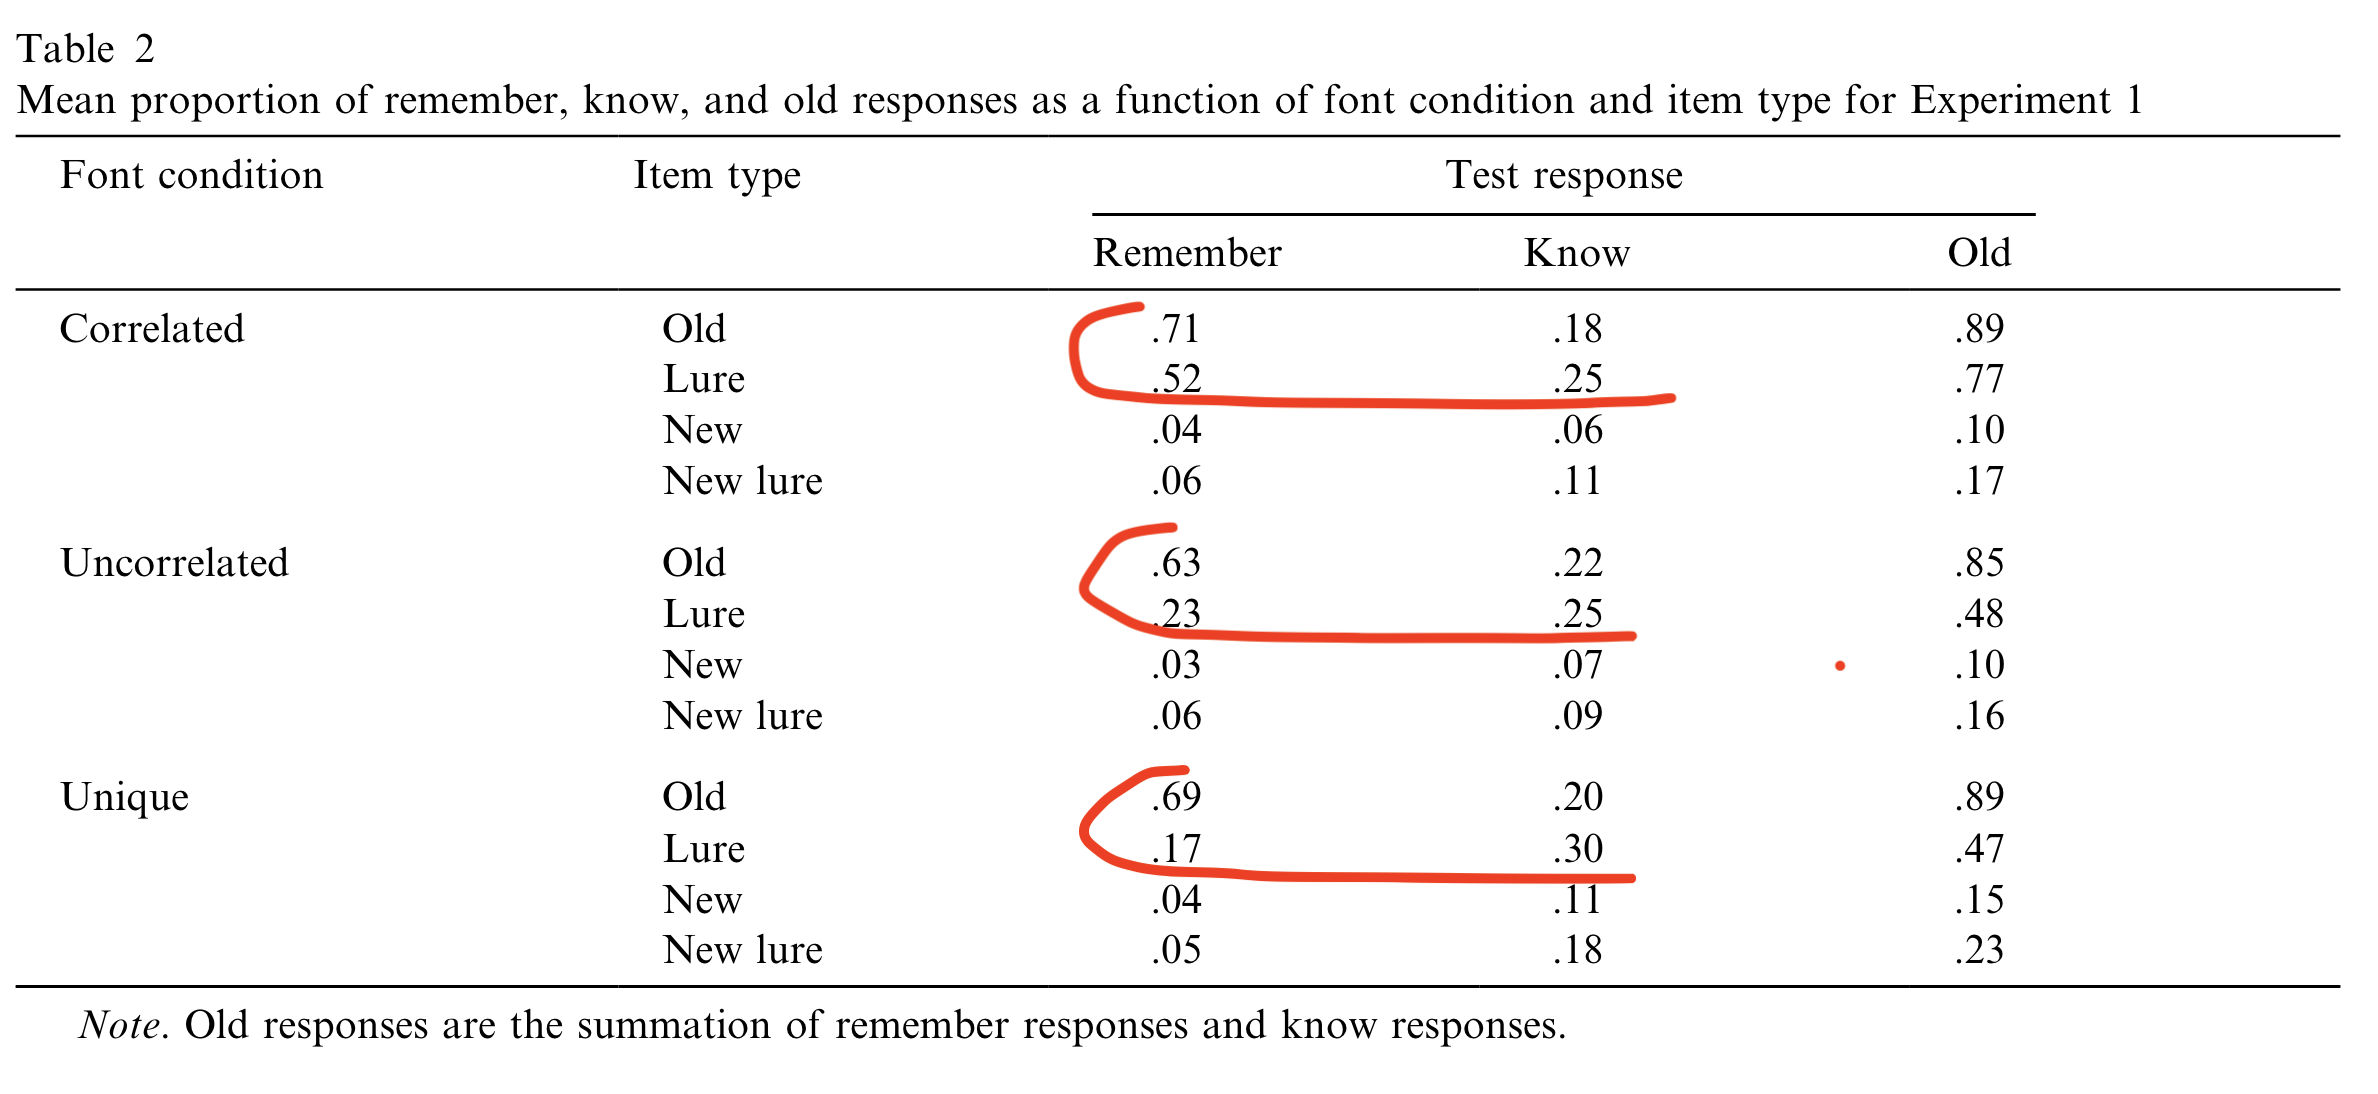 Table 2
Mean proportion of remember, know, and old responses as a function of font condition and item type for Experiment 1
Font condition Item type Test response
Remember Know Old
Correlated Old .71 .18 .89
Lure .52 .25 .77
New .04 .06 .10
New lure .06 .11 .17
Uncorrelated Old .63 .22 .85
Lure .23 .25 .48
New .03 .07 .10
New lure .06 .09 .16
Unique Old .69 .20 .89
Lure .17 .30 .47
New .04 .11 .15
New lure .05 .18 .23
Note. Old responses are the summation of remember responses and know responses.